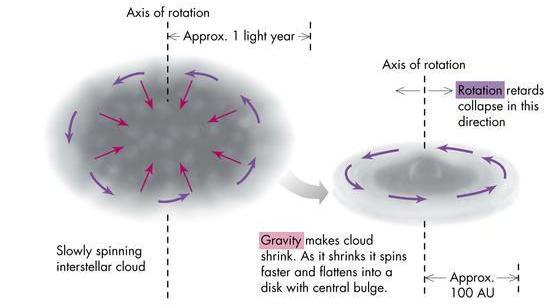 Axis of rotation
Approx. 1 light year
Axis of rotation
Rotation retards
collapse in this
direction
Slowly spinning
interstellar cloud
Gravity makes cloud
shrink. As it shrinks it spins
faster and flattens into a
disk with central bulge.
Approx.
100 AU